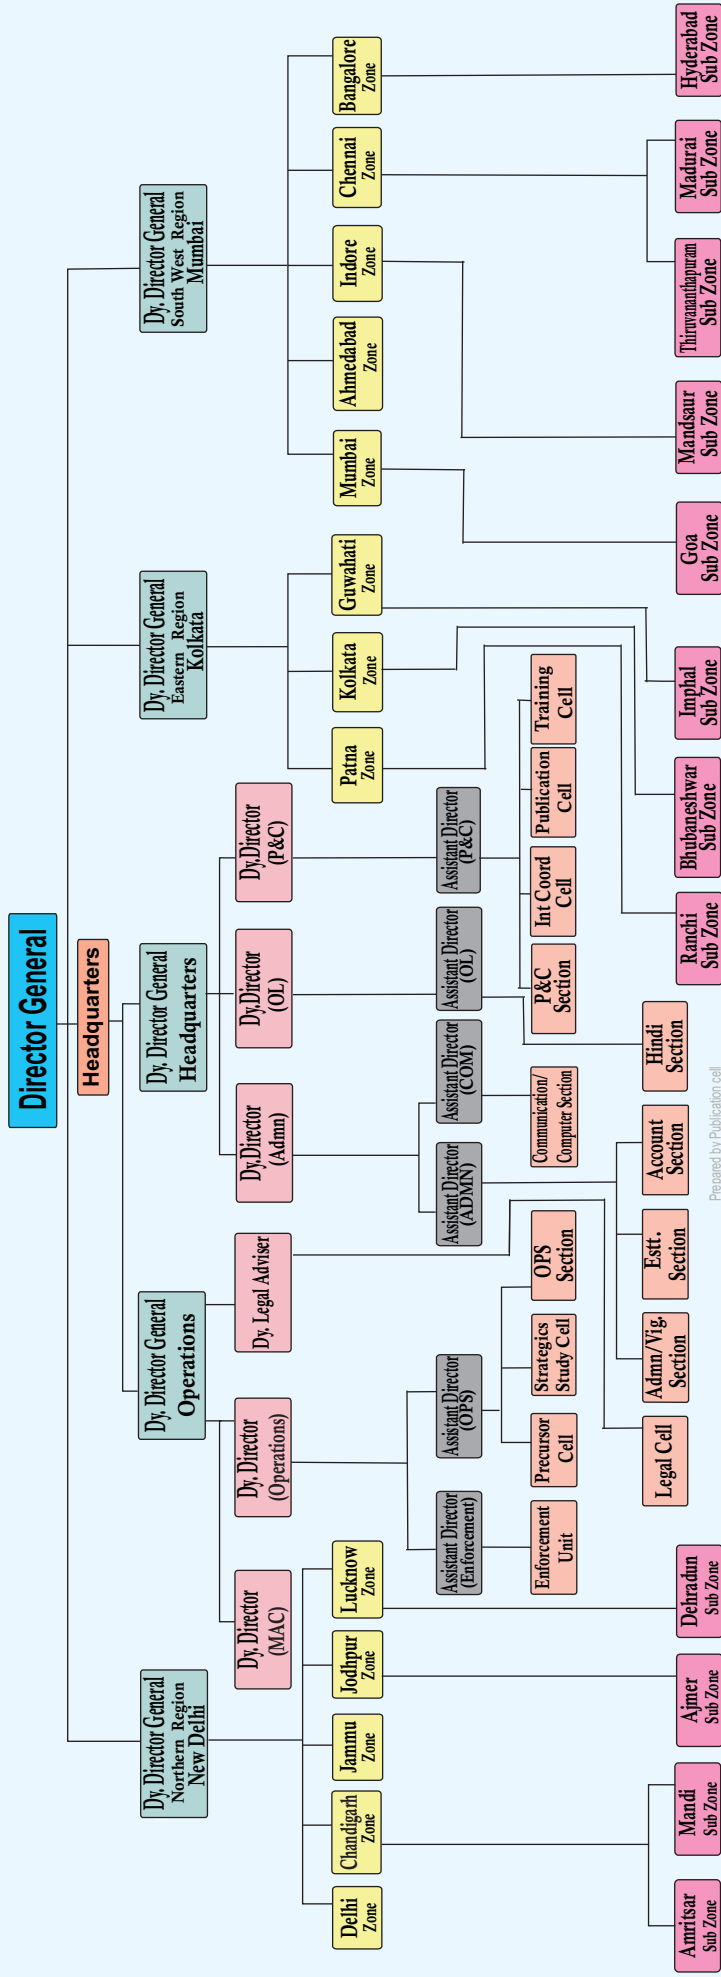 Director General
Headquarters
Dy. Director General
Northern Region
New Delhi
Dy. Director General
Operations
Dy. Director General
Headquarters
Dy. Director General
Eastern Region
Kolkata
Dy. Director General
South West Region
Mumbai
Dy. Director
(MAC)
Dy. Director
(Operations)
Dy. Legal Adviser
Dy.Director
(Admn)
Dy.Director
(OL)
Dy.Director
(P&C)
Delhi
Zone
Chandigarh
Zone
Jammu
Zone
Jodhpur
Zone
Lucknow
Zone
Patna
Zone
Kolkata
Zone
Guwahati
Zone
Mumbai
Zone
Ahmedabad
Zone
Indore
Zone
Chennai
Zone
Bangalore
Zone
Assistant Director
(Enforcement)
Assistant Director
(OPS)
Assistant Director
(ADMN)
Assistant Director
(COM)
Assistant Director
(OL)
Assistant Director
(P&C)
Enforcement
Unit
Precursor
Cell
Strategics
Study Cell
OPS
Section
Communication/
Computer Section
P&C
Section
Int Coord
Cell
Publication
Cell
Training
Cell
Legal Cell
Admn/Vig.
Section
Estt.
Section
Account
Section
Hindi
Section
Amritsar
Sub Zone
Mandi
Sub Zone
Ajmer
Sub Zone
Dehradun
Sub Zone
Ranchi
Sub Zone
Bhubaneshwar
Sub Zone
Imphal
Sub Zone
Goa
Sub Zone
Mandsaur
Sub Zone
Thiruvananthapuram
Sub Zone
Madurai
Sub Zone
Hyderabad
Sub Zone
Prepared by Publication cell